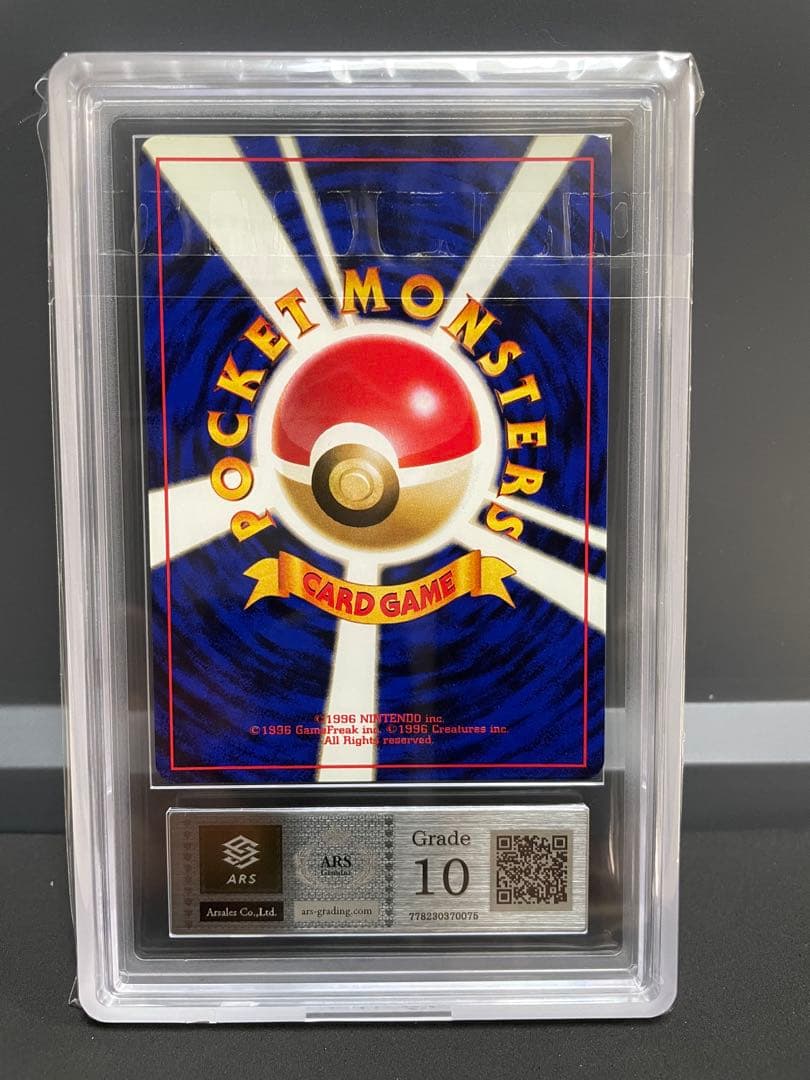 POCKET MONSTERS
CARD GAME
©1996 NINTENDO inc.
©1996 GameFreak inc. ©1996 Creatures inc.
All Rights reserved.
ARS
Arsales Co.,Ltd.
ARS
ars-grading.com
Grade
10
778230370075